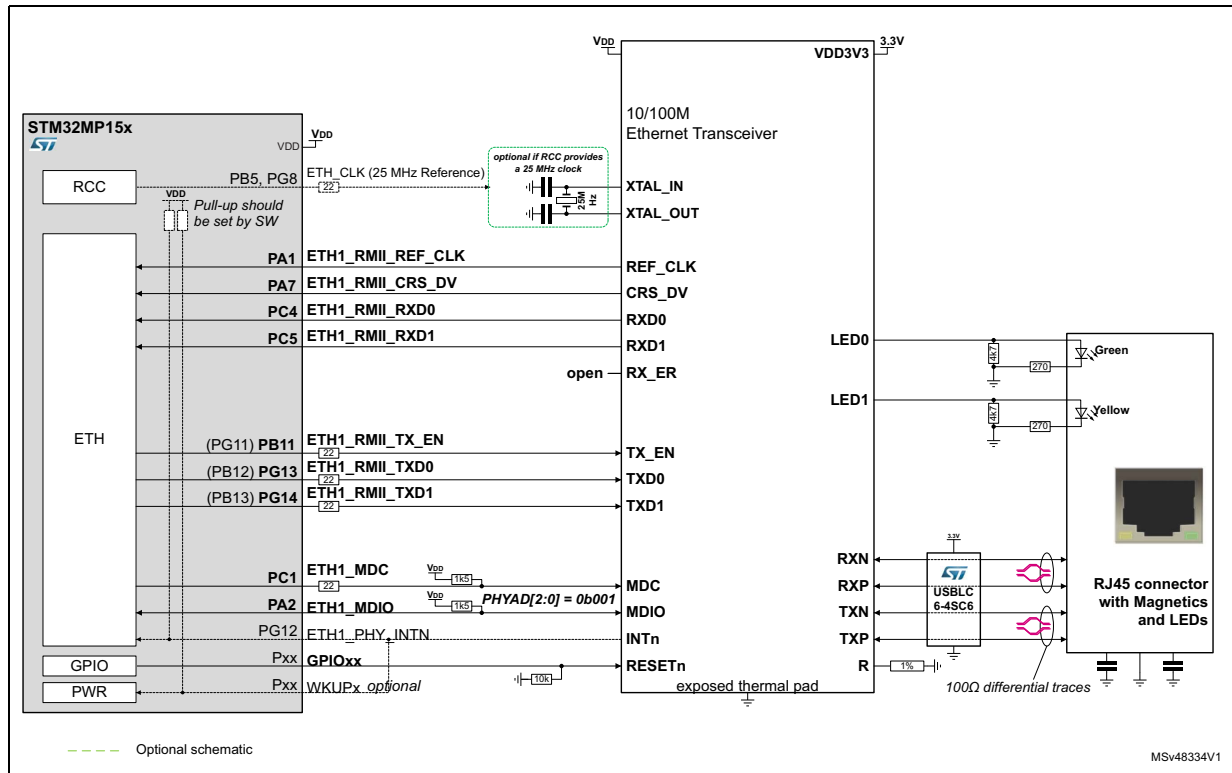 VDD
3.3V
VDD3V3
10/100M
Ethernet Transceiver
STM32MP15x
ST
VDD
VDD
optional if RCC provides
a 25 MHz clock
RCC
PB5, PG8
ETH_CLK (25 MHz Reference)
22
XTAL_IN
25M
Hz
XTAL_OUT
VDD
Pull-up should
be set by SW
PA1
ETH1_RMII_REF_CLK
REF_CLK
PA7
ETH1_RMII_CRS_DV
CRS_DV
PC4
ETH1_RMII_RXD0
RXD0
PC5
ETH1_RMII_RXD1
RXD1
open
RX_ER
LED0
4k7
270
Green
LED1
4k7
270
Yellow
ETH
(PG11) PB11
ETH1_RMII_TX_EN
22
TX_EN
(PB12) PG13
ETH1_RMII_TXD0
22
TXD0
(PB13) PG14
ETH1_RMII_TXD1
22
TXD1
3.3V
RXN
RXP
TXN
TXP
ST
USBLC
6-4SC6
RJ45 connector
with Magnetics
and LEDs
PC1
ETH1_MDC
22
VDD
1k5
MDC
PHYAD[2:0] = 0b001
PA2
ETH1_MDIO
VDD
1k5
MDIO
PG12
ETH1_PHY_INTN
INTn
GPIO
Pxx
GPIOxx
10k
RESETn
R
1%
PWR
Pxx
WKUPx optional
exposed thermal pad
100Ω differential traces
Optional schematic
MSv48334V1